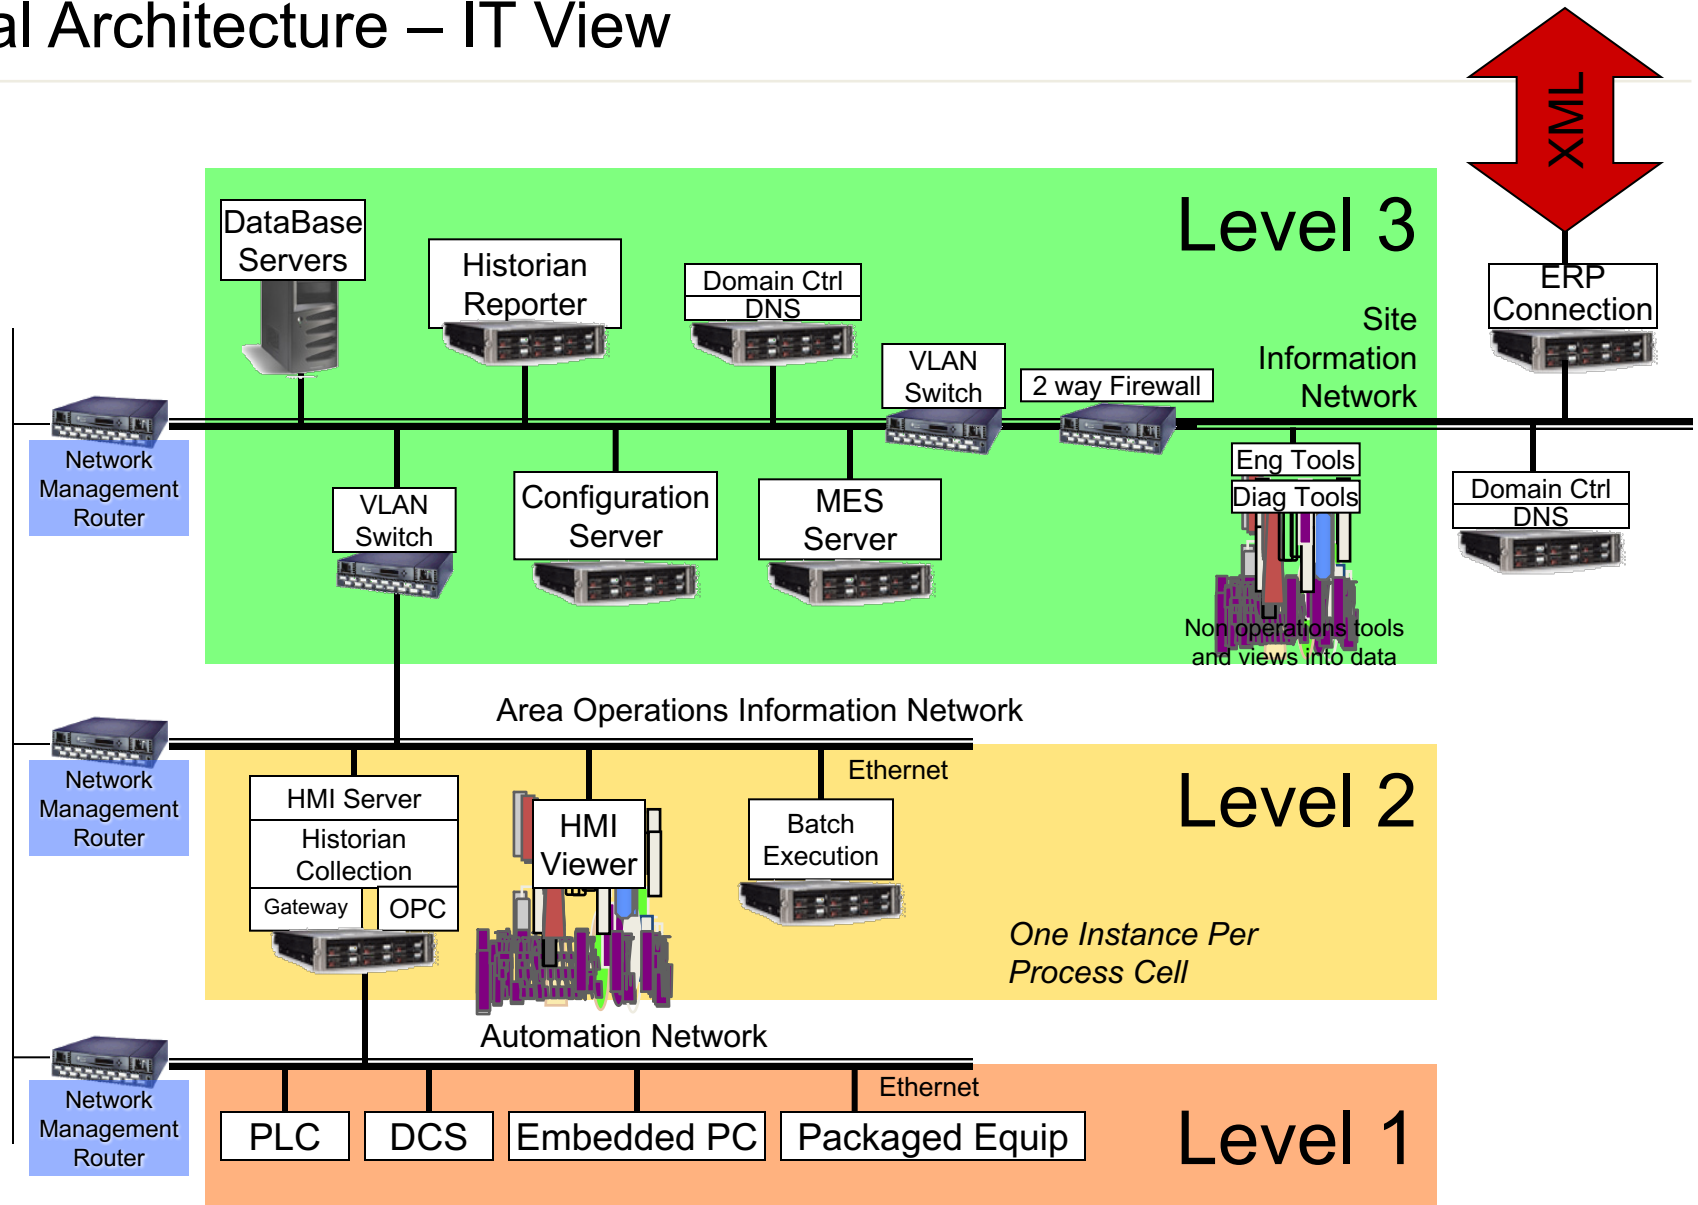 al Architecture – IT View
XML
Level 3
DataBase
Servers
Historian
Reporter
Domain Ctrl
DNS
ERP
Connection
Site
Information
Network
VLAN
Switch
2 way Firewall
Network
Management
Router
VLAN
Switch
Configuration
Server
MES
Server
Eng Tools
Diag Tools
Domain Ctrl
DNS
Non operations tools
and views into data
Area Operations Information Network
Network
Management
Router
Ethernet
Level 2
HMI Server
Historian
Collection
Gateway
OPC
HMI
Viewer
Batch
Execution
One Instance Per
Process Cell
Automation Network
Network
Management
Router
Ethernet
Level 1
PLC
DCS
Embedded PC
Packaged Equip